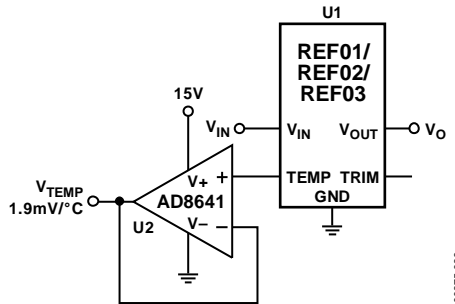 U1
REF01/
REF02/
REF03
15V
V_IN
V_IN
V_OUT
V_O
V_TEMP
1.9mV/°C
V+
+
AD8641
V–
–
U2
TEMP
TRIM
GND